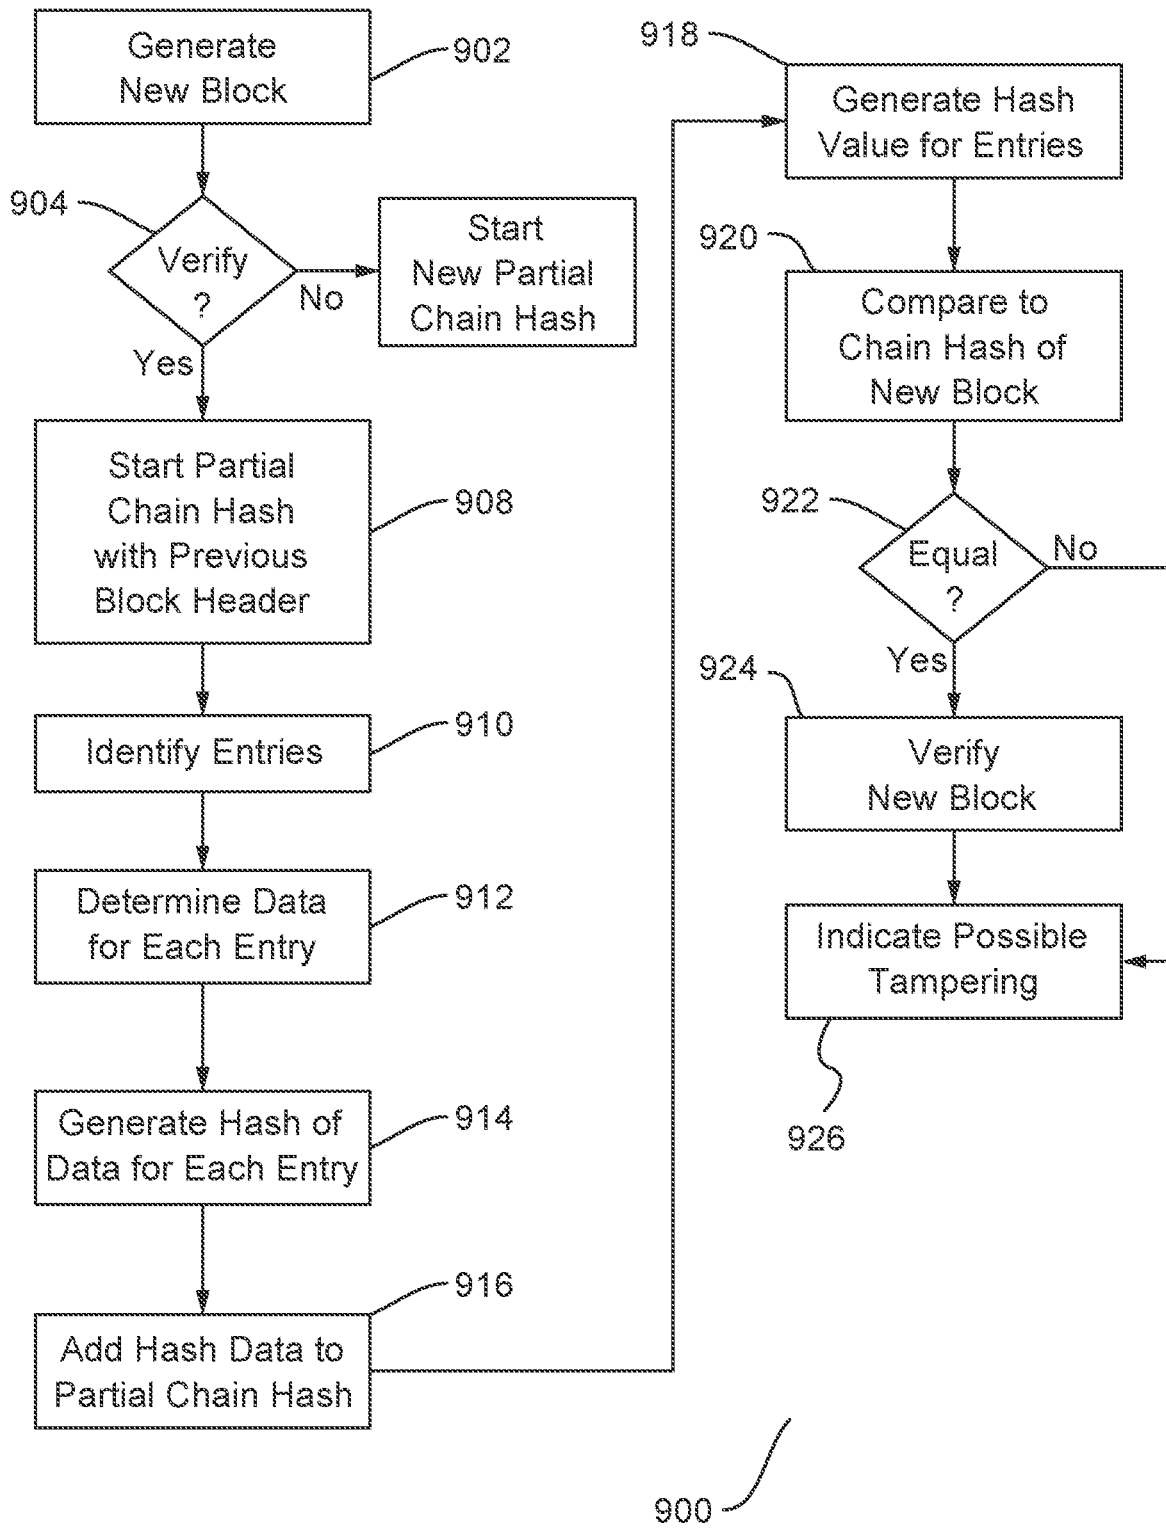 Generate
New Block
902
904
Verify
?
No
Yes
Start
New Partial
Chain Hash
Start Partial
Chain Hash
with Previous
Block Header
908
Identify Entries
910
Determine Data
for Each Entry
912
Generate Hash of
Data for Each Entry
914
Add Hash Data to
Partial Chain Hash
916
918
Generate Hash
Value for Entries
920
Compare to
Chain Hash of
New Block
922
Equal
?
No
Yes
924
Verify
New Block
Indicate Possible
Tampering
926
900